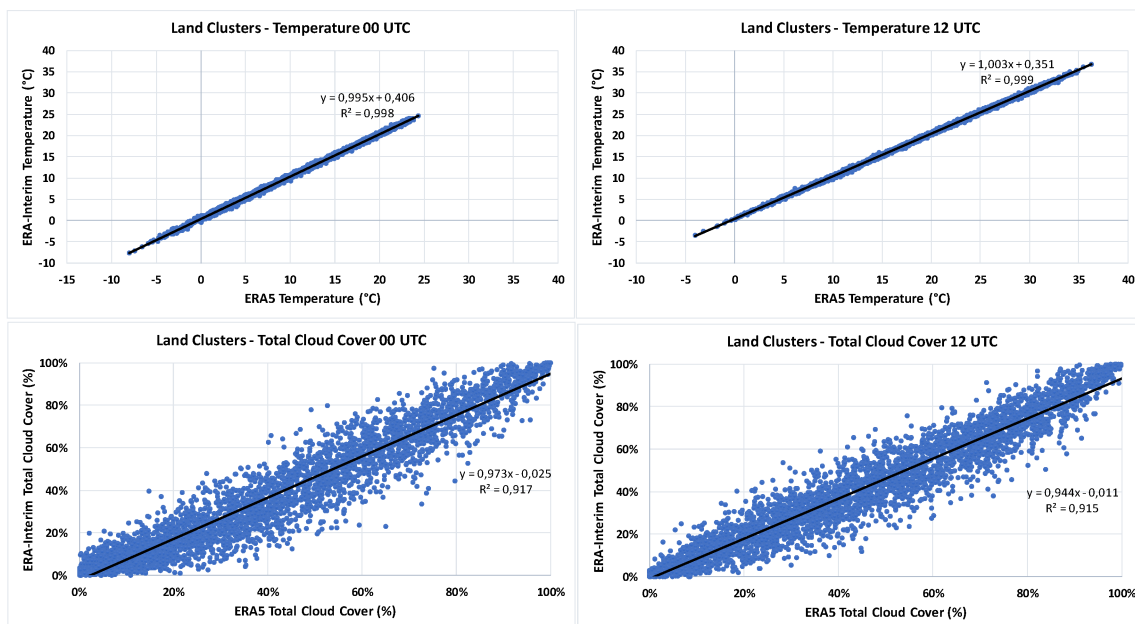 Land Clusters - Temperature 00 UTC
ERA-Interim Temperature (°C)
40
35
30
25
20
15
10
5
0
-5
-10
y = 0,995x + 0,406
R² = 0,998
-15 -10 -5 0 5 10 15 20 25 30 35 40
ERA5 Temperature (°C)
Land Clusters - Temperature 12 UTC
ERA-Interim Temperature (°C)
40
35
30
25
20
15
10
5
0
-5
-10
y = 1,003x + 0,351
R² = 0,999
-10 -5 0 5 10 15 20 25 30 35 40
ERA5 Temperature (°C)
Land Clusters - Total Cloud Cover 00 UTC
ERA-Interim Total Cloud Cover (%)
100%
80%
60%
40%
20%
0%
y = 0,973x - 0,025
R² = 0,917
0% 20% 40% 60% 80% 100%
ERA5 Total Cloud Cover (%)
Land Clusters - Total Cloud Cover 12 UTC
ERA-Interim Total Cloud Cover (%)
100%
80%
60%
40%
20%
0%
y = 0,944x - 0,011
R² = 0,915
0% 20% 40% 60% 80% 100%
ERA5 Total Cloud Cover (%)